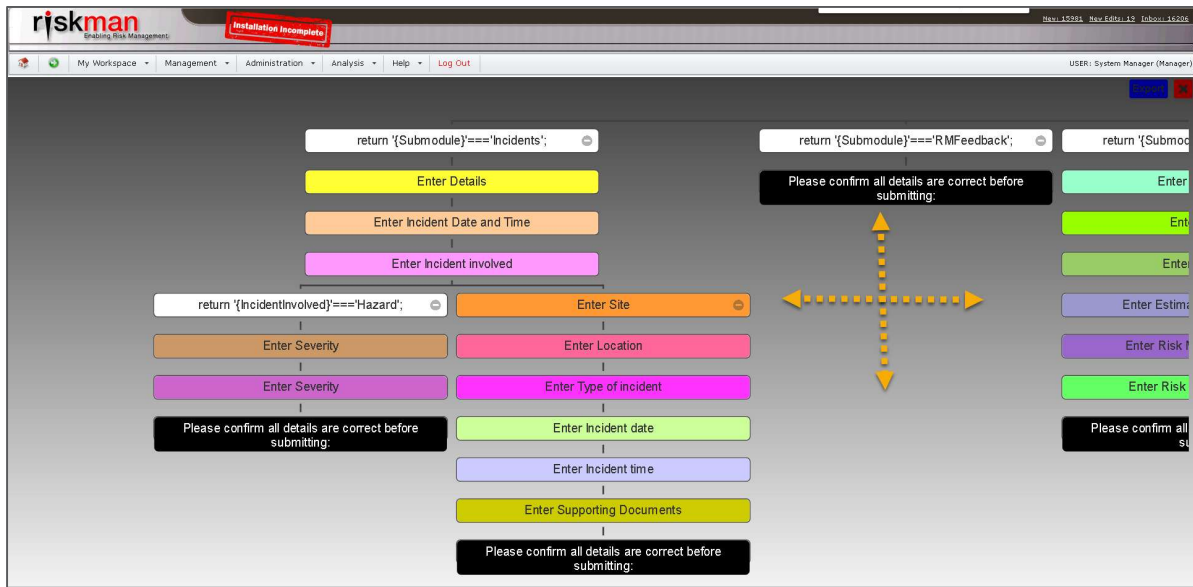 New: 15981 New Edits: 19 Inbox: 16206
riskman
Enabling Risk Management
Installation Incomplete
My Workspace Management Administration Analysis Help Log Out
USER: System Manager (Manager)
Export
return '{Submodule}'==='Incidents';
return '{Submodule}'==='RMFeedback';
return '{Submod
Enter Details
Please confirm all details are correct before
submitting:
Enter
Enter Incident Date and Time
Ent
Enter Incident involved
Enter
return '{IncidentInvolved}'==='Hazard';
Enter Site
Enter Estima
Enter Severity
Enter Location
Enter Risk M
Enter Severity
Enter Type of incident
Enter Risk
Please confirm all details are correct before
submitting:
Enter Incident date
Please confirm all
su
Enter Incident time
Enter Supporting Documents
Please confirm all details are correct before
submitting: